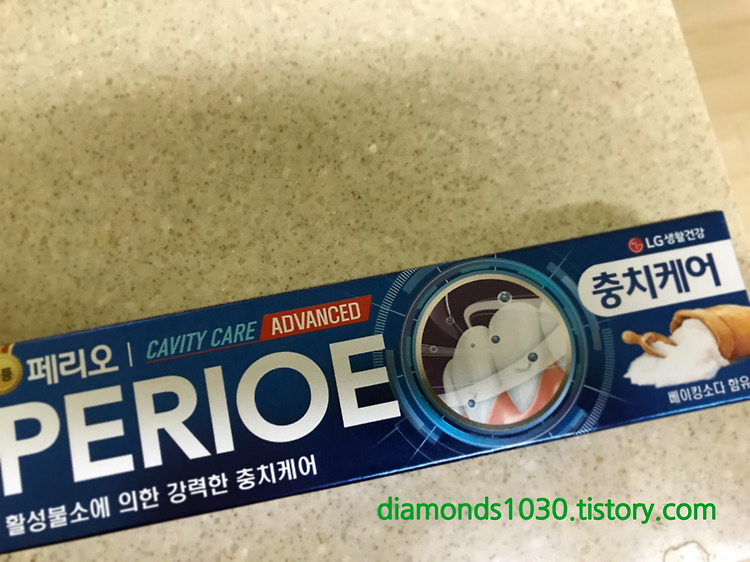 LG생활건강
충치케어
페리오 | CAVITY CARE ADVANCED
PERIOE
베이킹소다 함유
활성불소에 의한 강력한 충치케어
diamonds1030.tistory.com